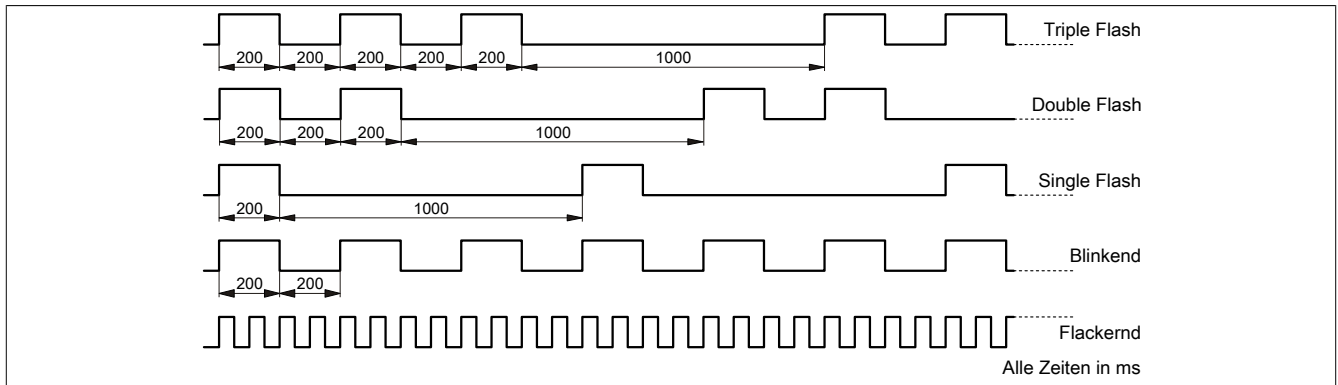 Triple Flash
200 200 200 200 200 1000
Double Flash
200 200 200 1000
Single Flash
200 1000
Blinkend
200 200
Flackernd
Alle Zeiten in ms